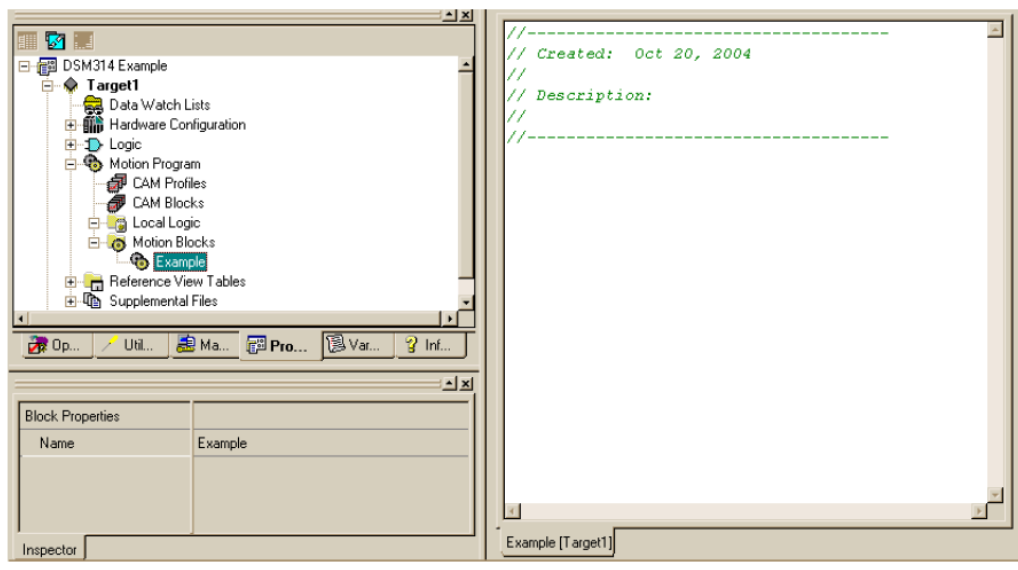 DSM314 Example
Target1
Data Watch Lists
Hardware Configuration
Logic
Motion Program
CAM Profiles
CAM Blocks
Local Logic
Motion Blocks
Example
Reference View Tables
Supplemental Files
Op... Util... Ma... Pro... Var... Inf...
Block Properties
Name Example
Inspector
//-------------------------------------
// Created: Oct 20, 2004
//
// Description:
//
//-------------------------------------
Example [Target1]